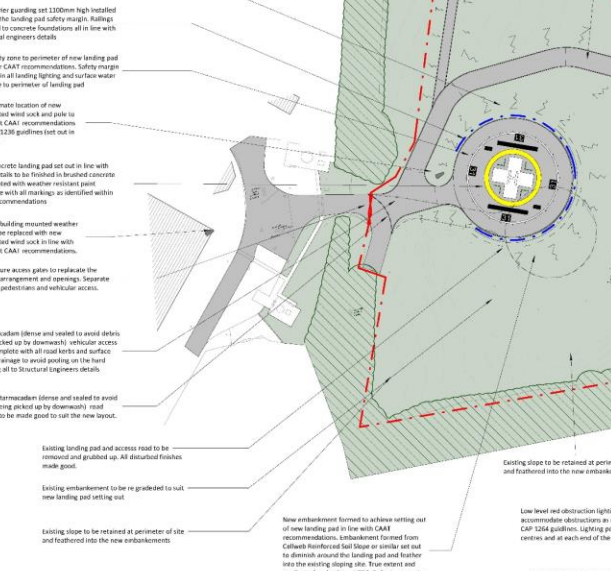 ier guarding set 1100mm high installed
the landing pad safety margin. Railings
d to concrete foundations all in line with
al engineers details
ty zone to perimeter of new landing pad
r CAAT recommendations. Safety margin
in all landing lighting and surface water
e to perimeter of landing pad
mate location of new
ted wind sock and pole to
t CAAT recommendations
1236 guidlines (set out in
crete landing pad set out in line with
tails to be finished in brushed concrete
nted with weather resistant paint
e with all markings as identified within
commendations
building mounted weather
be replaced with new
ted wind sock in line with
t CAAT recommendations.
ure access gates to replacate the
arrangement and openings. Separate
pedestrians and vehicular access.
acadam (dense and sealed to avoid debris
icked up by downwash) vehicular access
mplete with all road kerbs and surface
rainage to avoid pooling on the hard
g all to Structural Engineers details
tarmacadam (dense and sealed to avoid
eing picked up by downwash) road
to be made good to suit the new layout.
Existing landing pad and accesss road to be
removed and grubbed up. All disturbed finishes
made good.
Existing embankment to be re gradeded to suit
new landing pad setting out
Existing slope to be retained at perimeter of site
and feathered into the new embankements
New embankment formed to achieve setting out
of new landing pad in line with CAAT
recommendations. Embankment formed from
Cellweb Reinforced Soil Slope or similar set out
to diminish around the landing pad and feather
into the existing sloping site. True extent and
Existing slope to be retained at perim
and feathered into the new embanke
Low level red obstruction lighti
accommodate obstructions as
CAP 1264 guidlines. Lighting po
centres and at each end of the